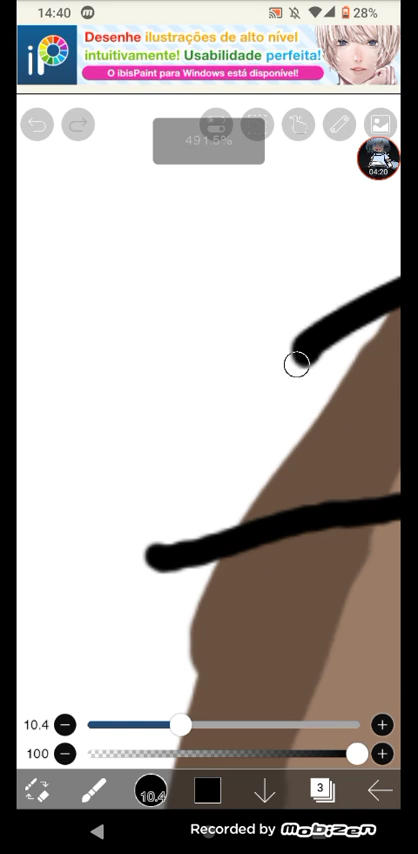 14:40 m 28%
iP
Desenhe ilustrações de alto nível
intuitivamente! Usabilidade perfeita!
O ibisPaint para Windows está disponível!
491.5%
04:20
10.4
100
10.4
3
Recorded by Mobizen